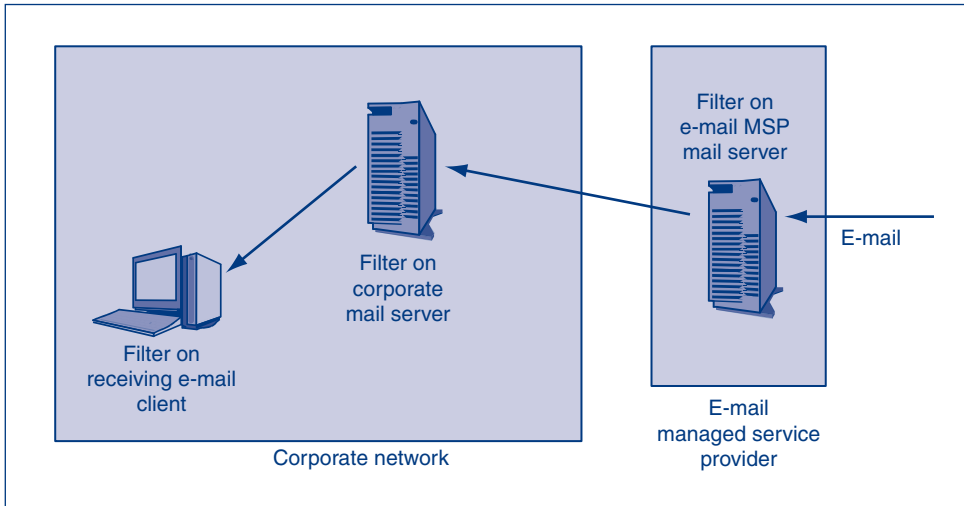 Filter on
e-mail MSP
mail server
E-mail
Filter on
corporate
mail server
Filter on
receiving e-mail
client
E-mail
managed service
provider
Corporate network